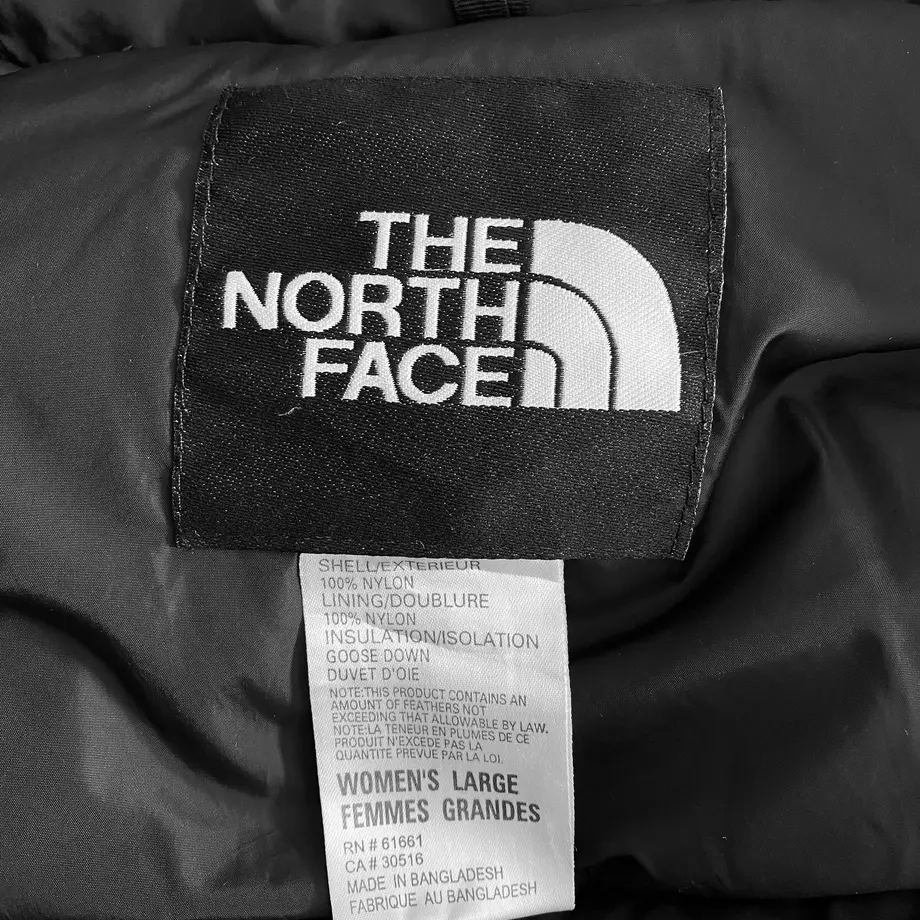 THE
NORTH
FACE
SHELL/EXTERIEUR
100% NYLON
LINING/DOUBLURE
100% NYLON
INSULATION/ISOLATION
GOOSE DOWN
DUVET D'OIE
NOTE:THIS PRODUCT CONTAINS AN
AMOUNT OF FEATHERS NOT
EXCEEDING THAT ALLOWABLE BY LAW.
NOTE:LA TENEUR EN PLUMES DE CE
PRODUIT N'EXCEDE PAS LA
QUANTITE PREVUE PAR LA LOI.
WOMEN'S LARGE
FEMMES GRANDES
RN # 61661
CA # 30516
MADE IN BANGLADESH
FABRIQUE AU BANGLADESH